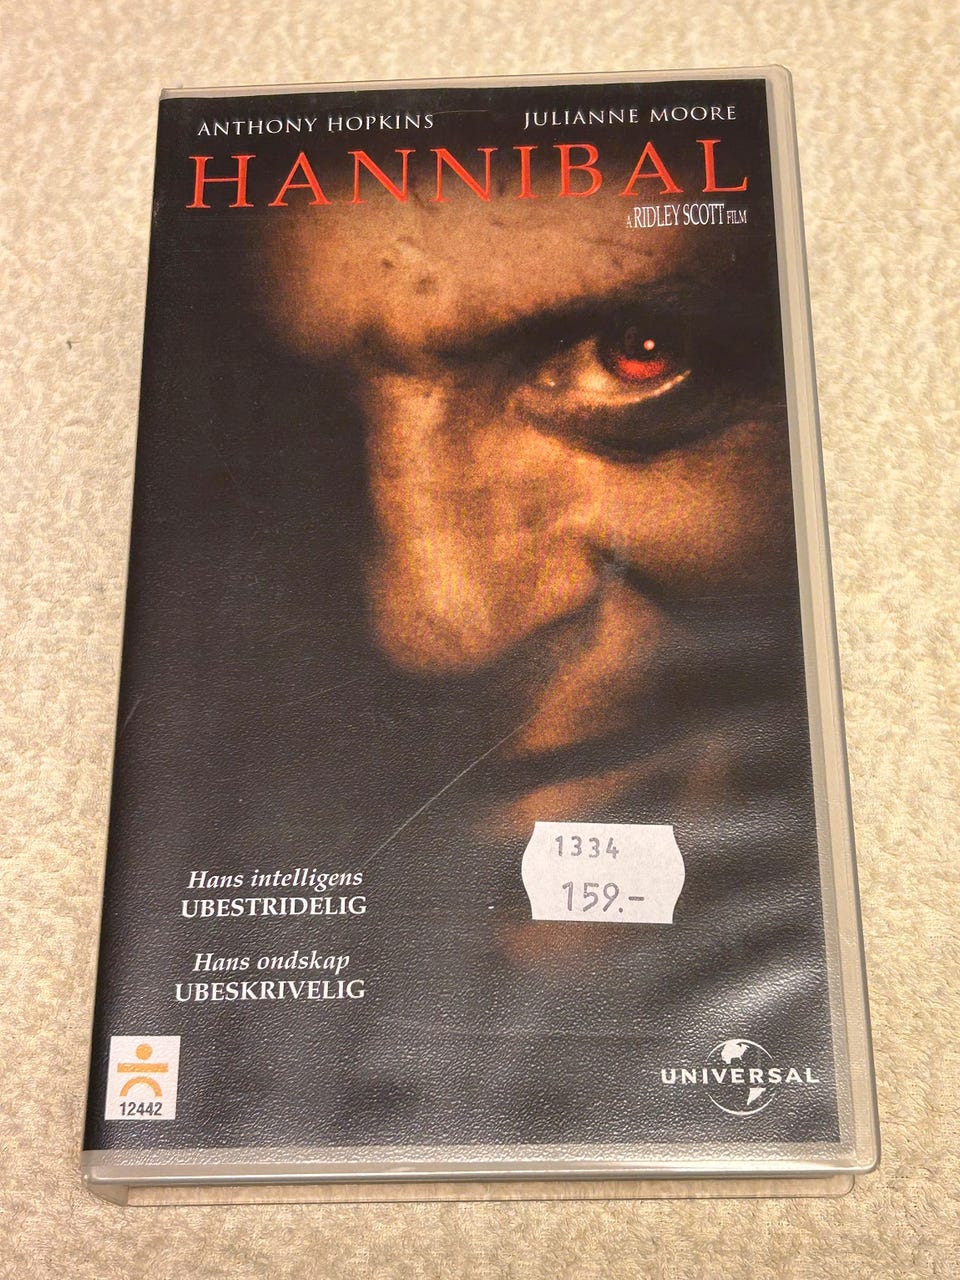 ANTHONY HOPKINS JULIANNE MOORE
HANNIBAL
A RIDLEY SCOTT FILM
1334
159.-
Hans intelligens
UBESTRIDELIG
Hans ondskap
UBESKRIVELIG
12442
UNIVERSAL